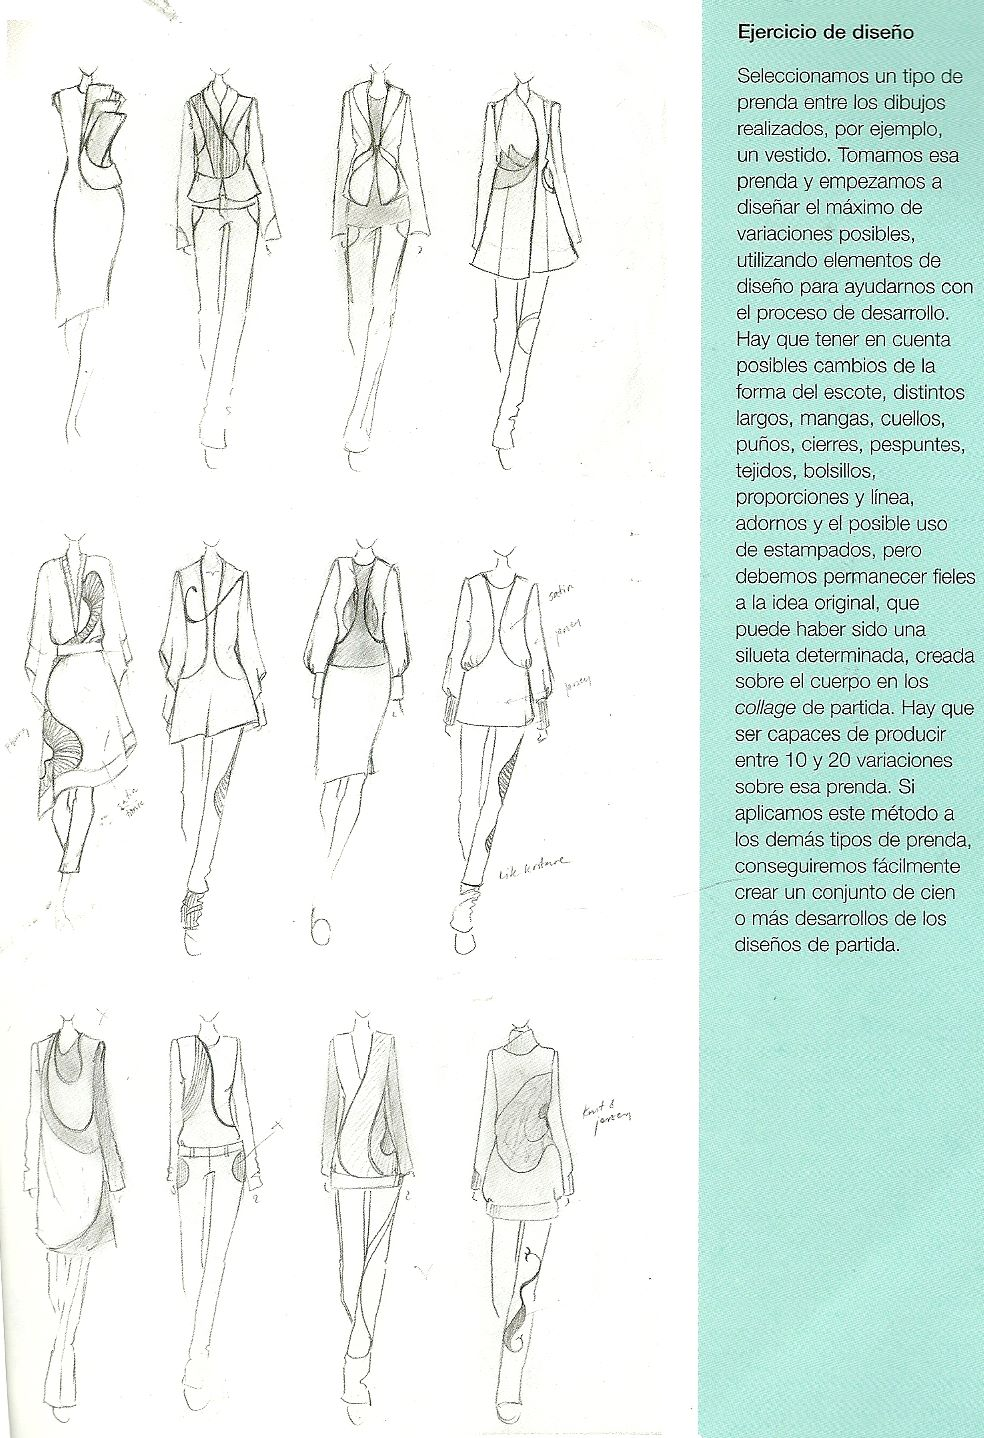 Ejercicio de diseño
Seleccionamos un tipo de
prenda entre los dibujos
realizados, por ejemplo,
un vestido. Tomamos esa
prenda y empezamos a
diseñar el máximo de
variaciones posibles,
utilizando elementos de
diseño para ayudarnos con
el proceso de desarrollo.
Hay que tener en cuenta
posibles cambios de la
forma del escote, distintos
largos, mangas, cuellos,
puños, cierres, pespuntes,
tejidos, bolsillos,
proporciones y línea,
adornos y el posible uso
de estampados, pero
debemos permanecer fieles
a la idea original, que
puede haber sido una
silueta determinada, creada
sobre el cuerpo en los
collage de partida. Hay que
ser capaces de producir
entre 10 y 20 variaciones
sobre esa prenda. Si
aplicamos este método a
los demás tipos de prenda,
conseguiremos fácilmente
crear un conjunto de cien
o más desarrollos de los
diseños de partida.
satin
jersey
jersey
6
knit &
jersey